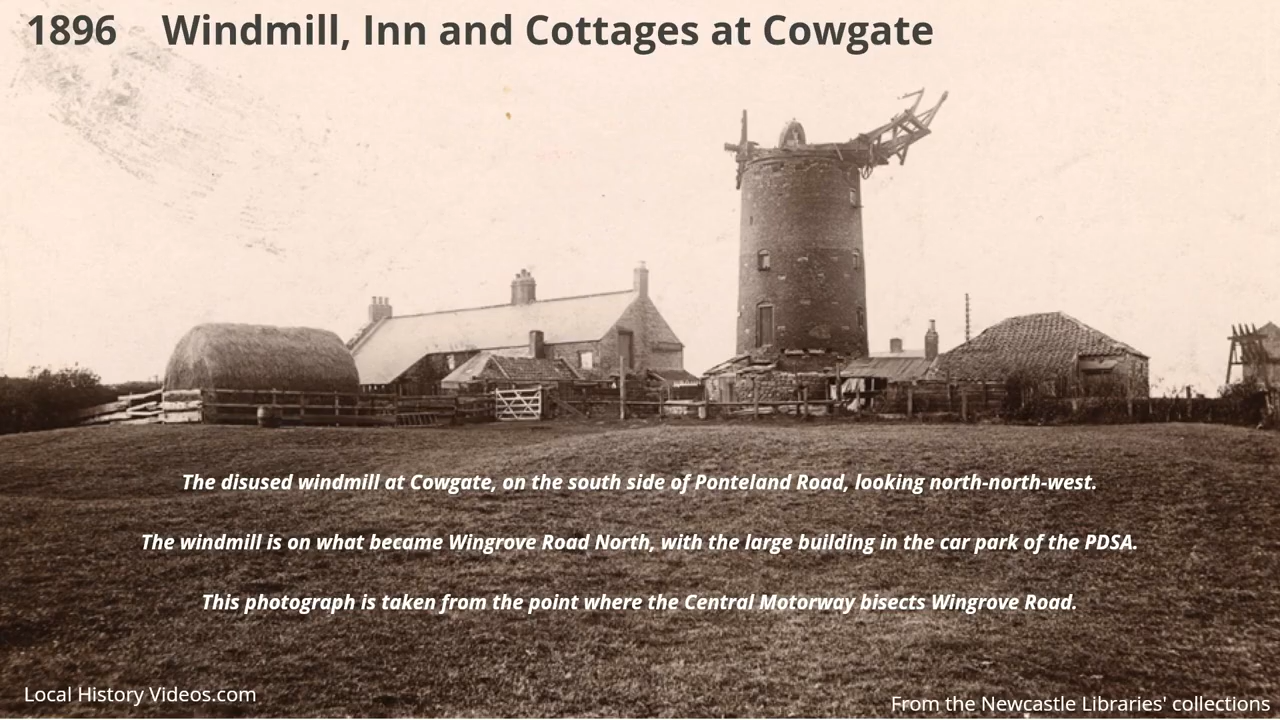 1896 Windmill, Inn and Cottages at Cowgate
The disused windmill at Cowgate, on the south side of Ponteland Road, looking north-north-west.
The windmill is on what became Wingrove Road North, with the large building in the car park of the PDSA.
This photograph is taken from the point where the Central Motorway bisects Wingrove Road.
Local History Videos.com
From the Newcastle Libraries' collections